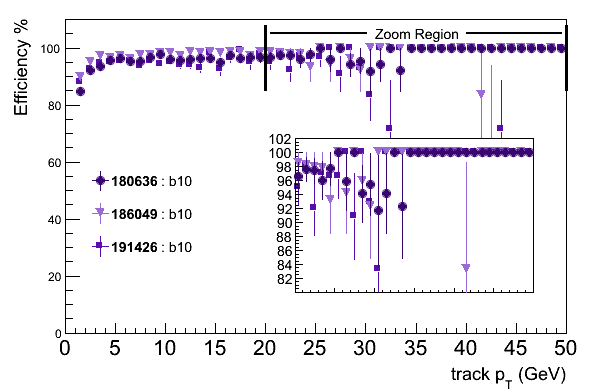 Efficiency %
100
80
60
40
20
0
Zoom Region
180636 : b10
186049 : b10
191426 : b10
102
100
98
96
94
92
90
88
86
84
82
0 5 10 15 20 25 30 35 40 45 50
track pT (GeV)